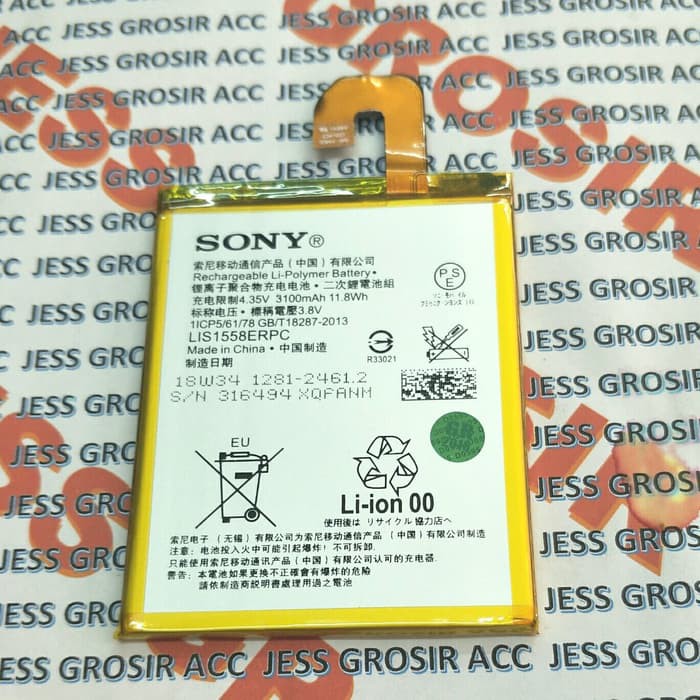 SONY®
索尼移动通信产品（中国）有限公司
Rechargeable Li-Polymer Battery •
锂离子聚合物充电电池 • 二次鋰電池組
充电限制4.35V 3100mAh 11.8Wh
标称电压 • 標稱電壓3.8V
1ICP5/61/78 GB/T18287-2013
LIS1558ERPC
Made in China • 中国制造
制造日期
PSE
R33021
18W34 1281-2461.2
S/N 316494 XQFANM
EU
Li-ion 00
使用後は リサイクル協力店へ
索尼电子（无锡）有限公司为索尼移动通信产品（中国）有限公司制造
注意：电池投入火中可能引起爆炸！不可拆卸.
只能使用索尼移动通讯产品（中国）有限公司认可的充电器.
警告：本電池如果更換不正確會有爆炸的危險
請依制造商說明書處理用過之電池
JESS GROSIR ACC